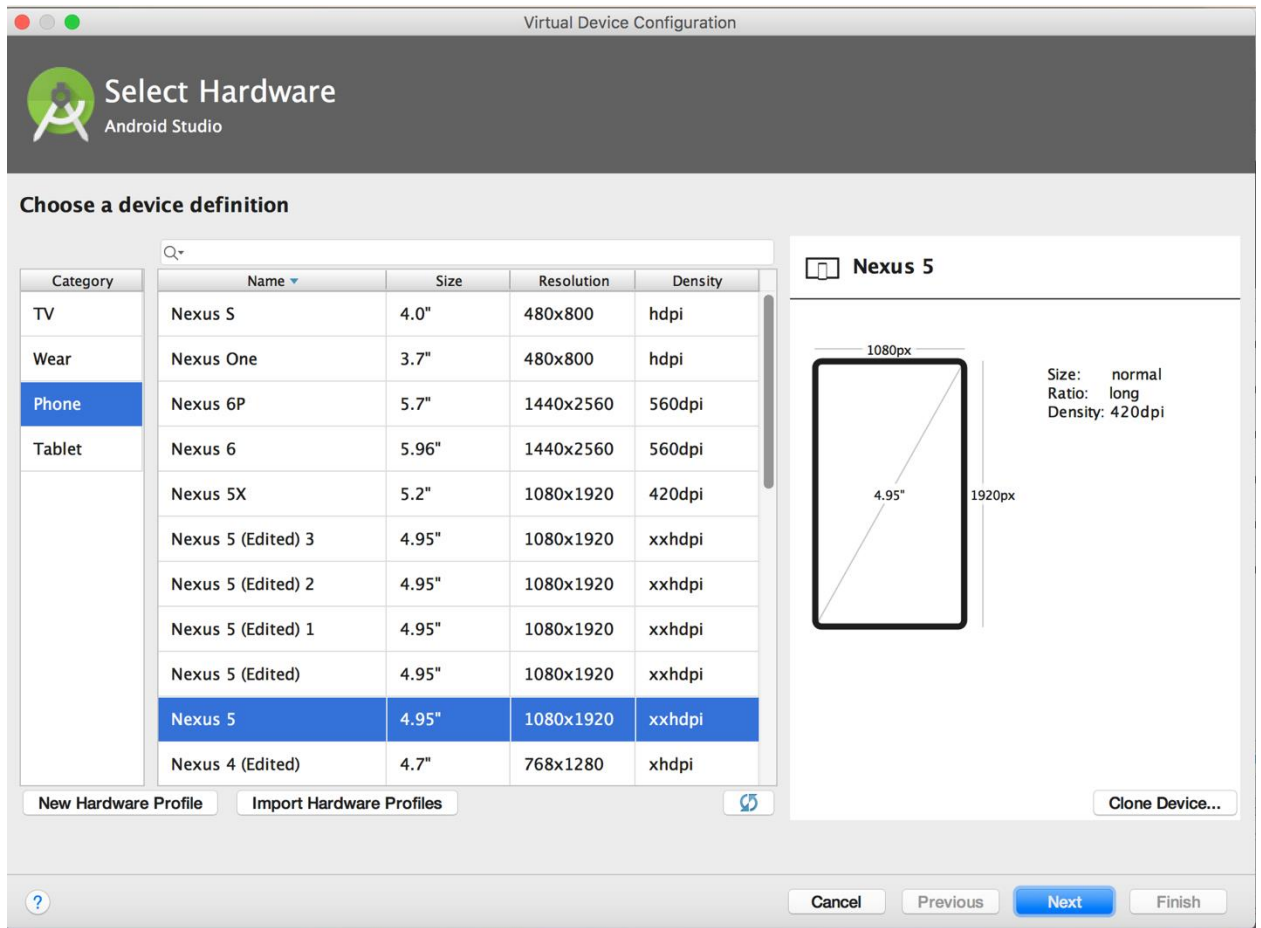 Virtual Device Configuration
Select Hardware
Android Studio
Choose a device definition
Category
TV
Wear
Phone
Tablet
Name Size Resolution Density
Nexus S 4.0" 480x800 hdpi
Nexus One 3.7" 480x800 hdpi
Nexus 6P 5.7" 1440x2560 560dpi
Nexus 6 5.96" 1440x2560 560dpi
Nexus 5X 5.2" 1080x1920 420dpi
Nexus 5 (Edited) 3 4.95" 1080x1920 xxhdpi
Nexus 5 (Edited) 2 4.95" 1080x1920 xxhdpi
Nexus 5 (Edited) 1 4.95" 1080x1920 xxhdpi
Nexus 5 (Edited) 4.95" 1080x1920 xxhdpi
Nexus 5 4.95" 1080x1920 xxhdpi
Nexus 4 (Edited) 4.7" 768x1280 xhdpi
New Hardware Profile Import Hardware Profiles
Nexus 5
1080px
Size: normal
Ratio: long
Density: 420dpi
4.95" 1920px
Clone Device...
? Cancel Previous Next Finish